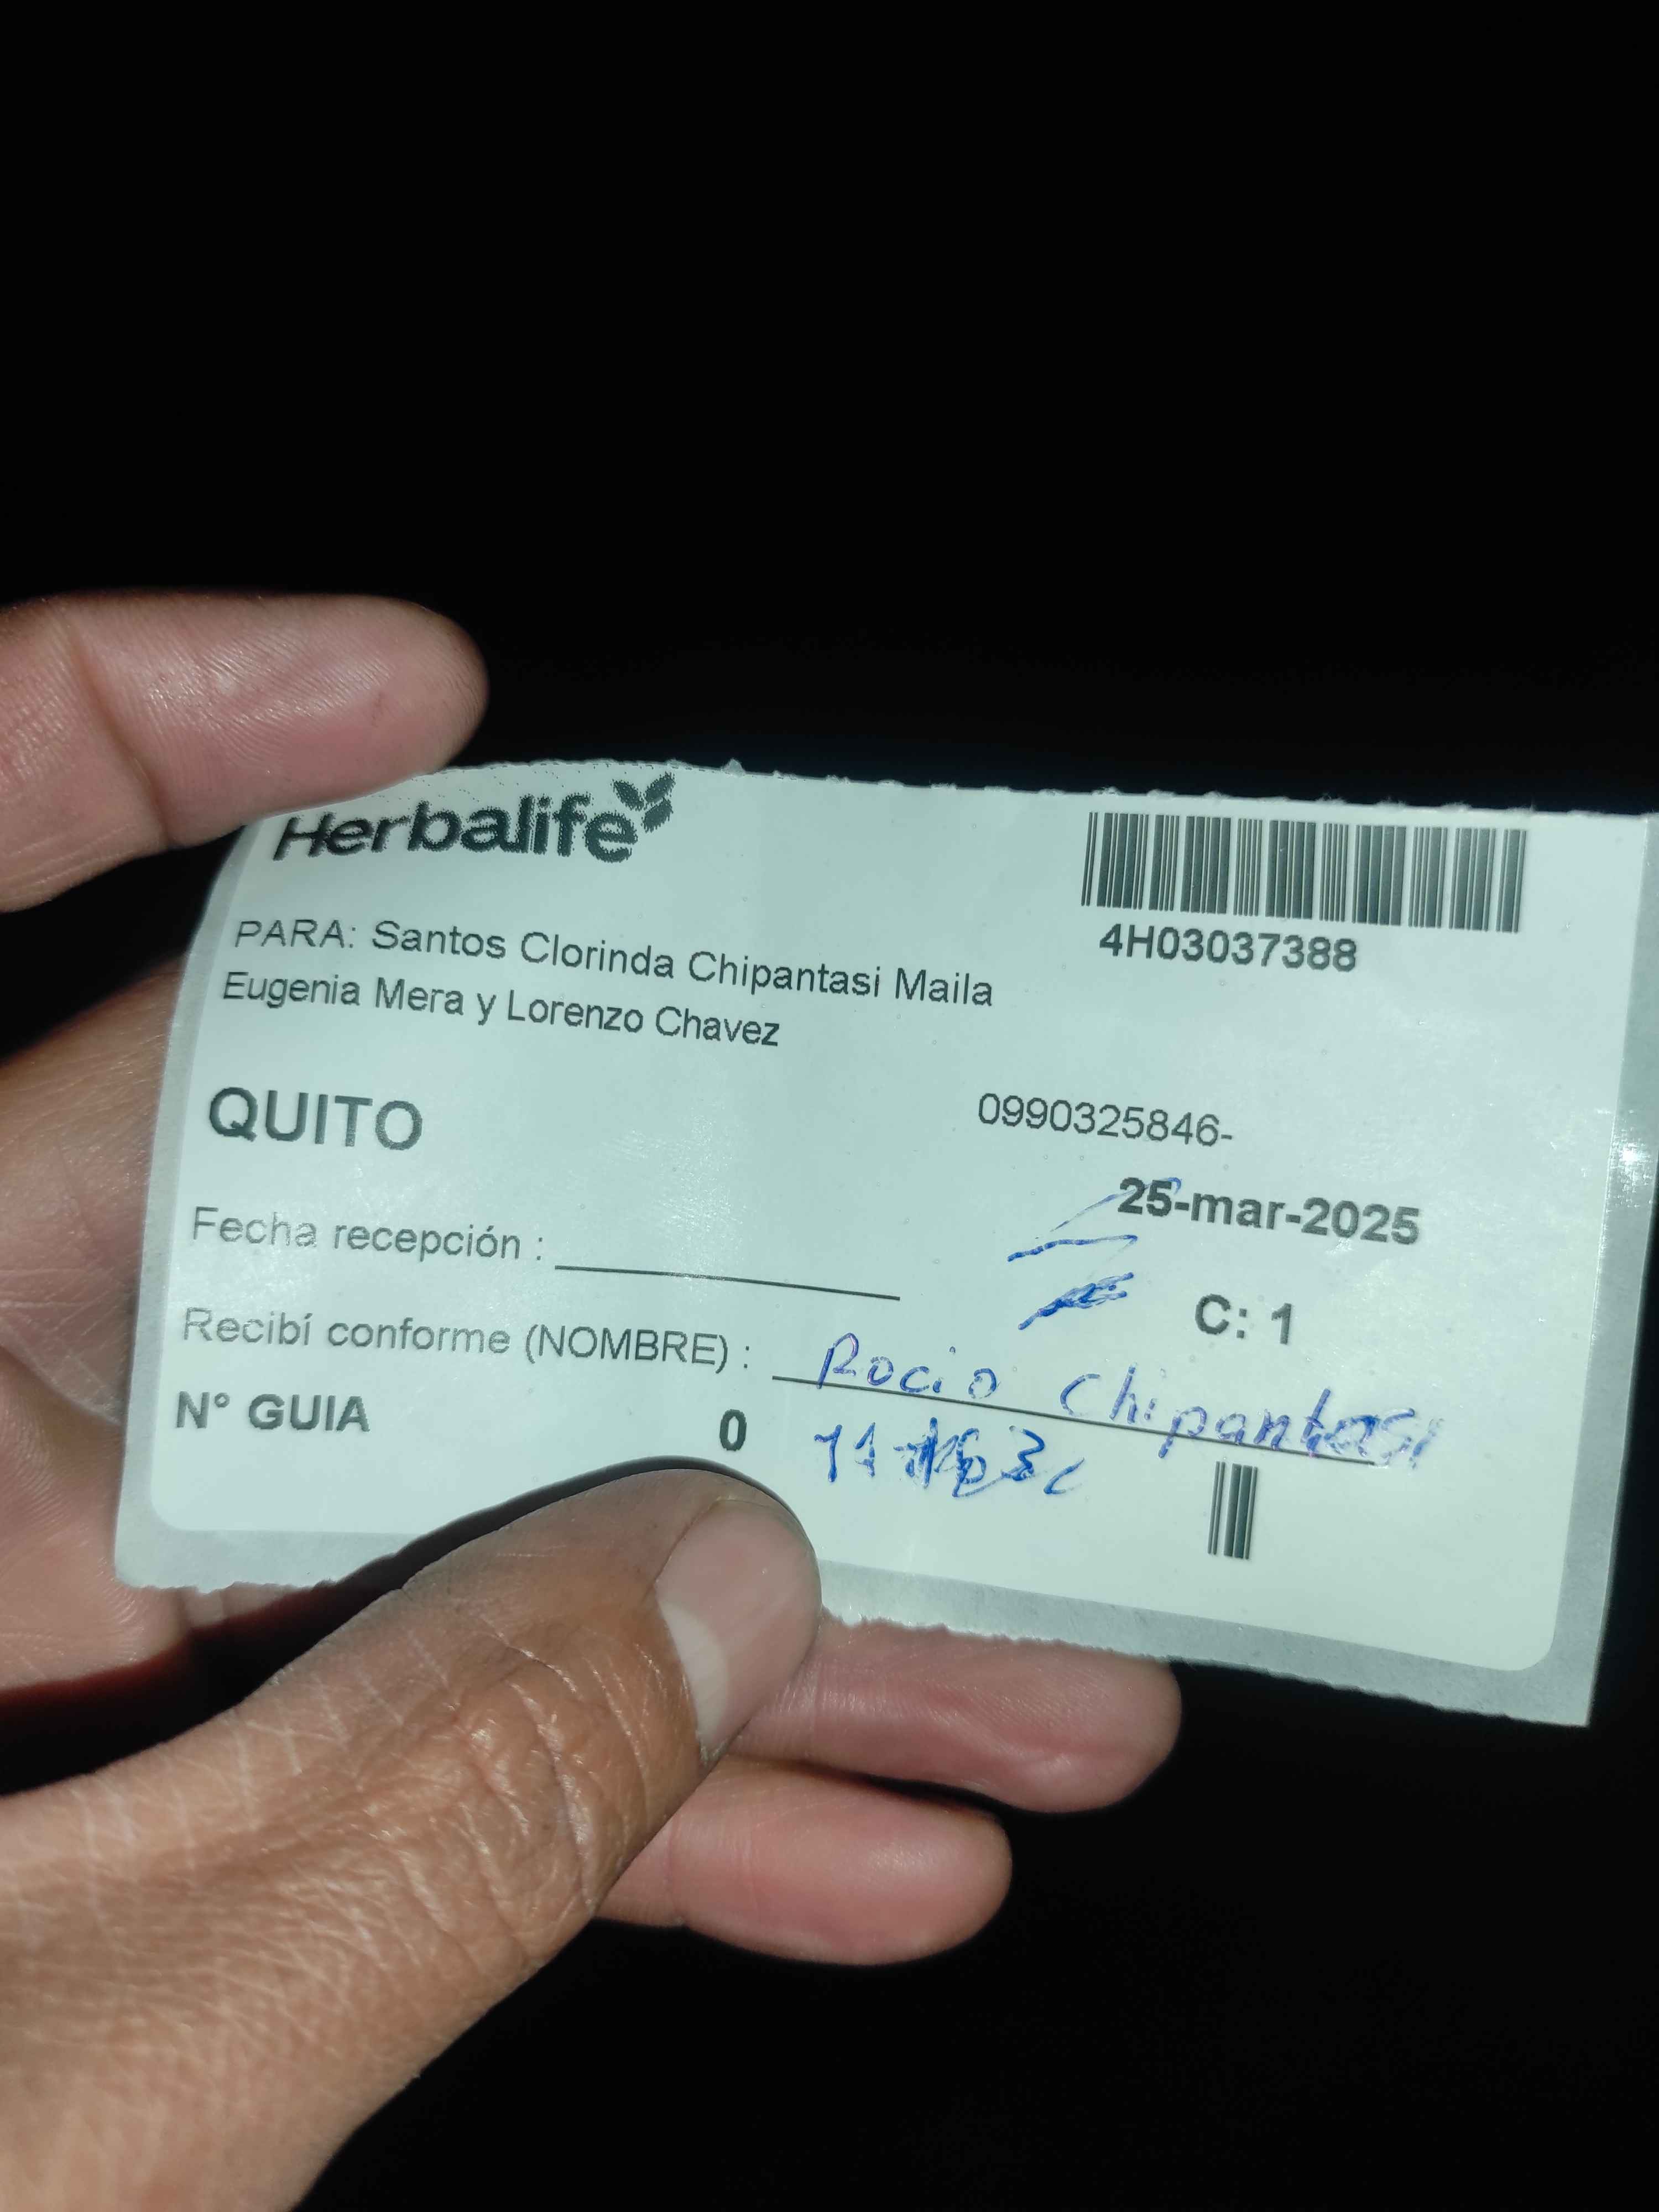 Herbalife
4H03037388
PARA: Santos Clorinda Chipantasi Maila
Eugenia Mera y Lorenzo Chavez
QUITO
0990325846-
25-mar-2025
Fecha recepción :
C: 1
Recibí conforme (NOMBRE) : Rocio Chipantasi
N° GUIA 0